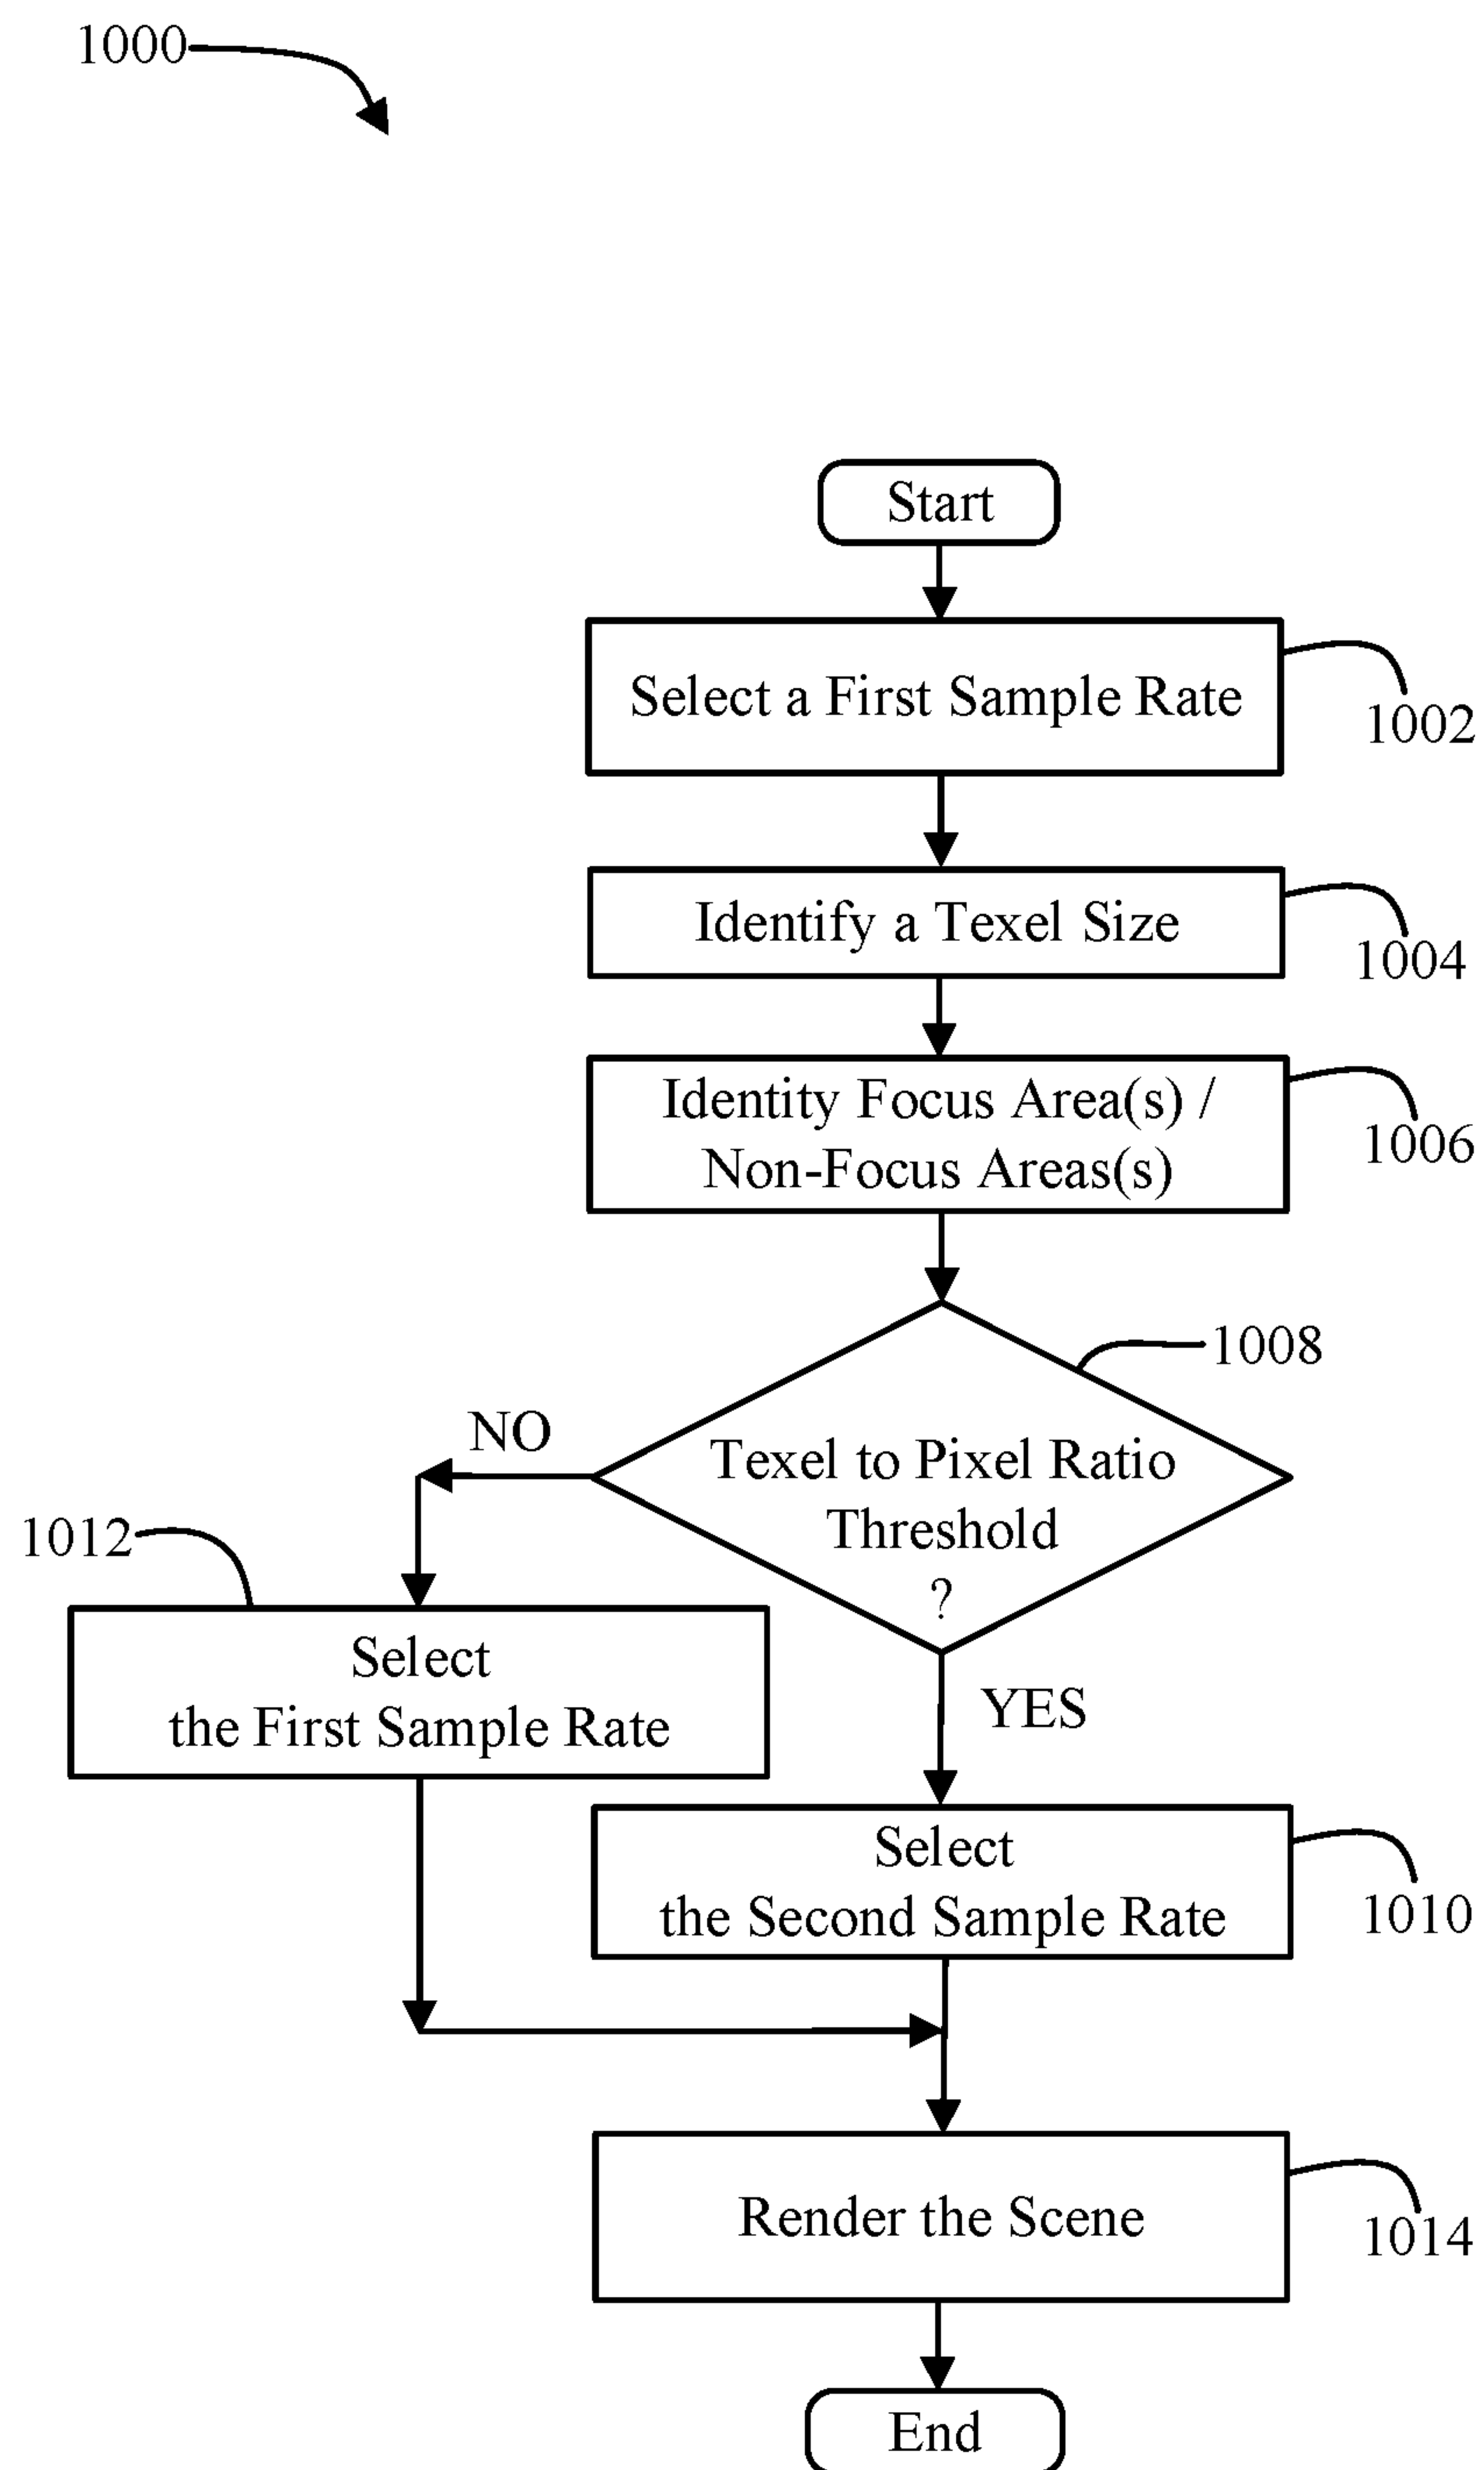 1000
Start
Select a First Sample Rate
1002
Identify a Texel Size
1004
Identity Focus Area(s) /
Non-Focus Areas(s)
1006
1008
Texel to Pixel Ratio
Threshold
?
NO
YES
1012
Select
the First Sample Rate
Select
the Second Sample Rate
1010
Render the Scene
1014
End